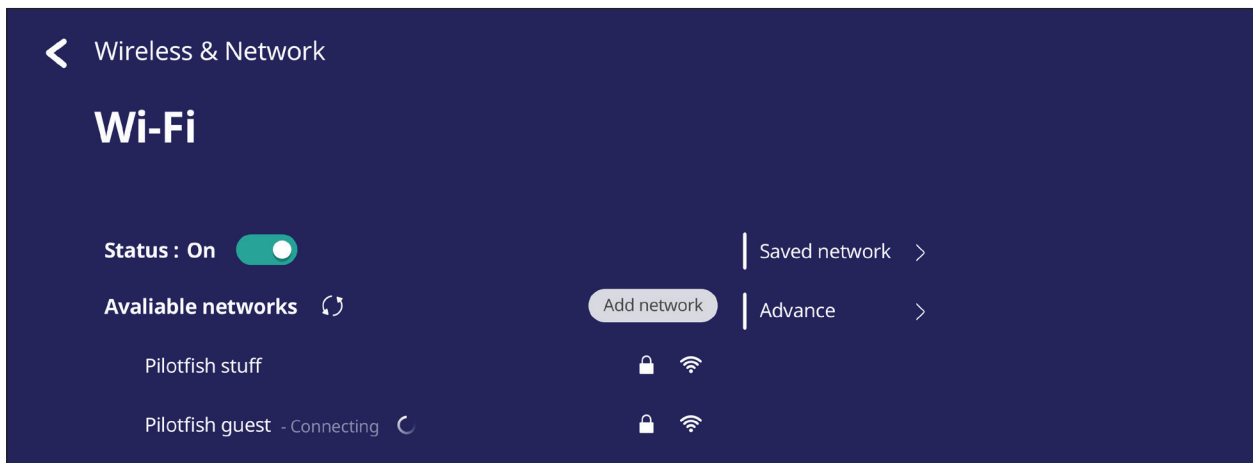 Wireless & Network
Wi-Fi
Status : On
Saved network
Avaliable networks
Add network
Advance
Pilotfish stuff
Pilotfish guest - Connecting